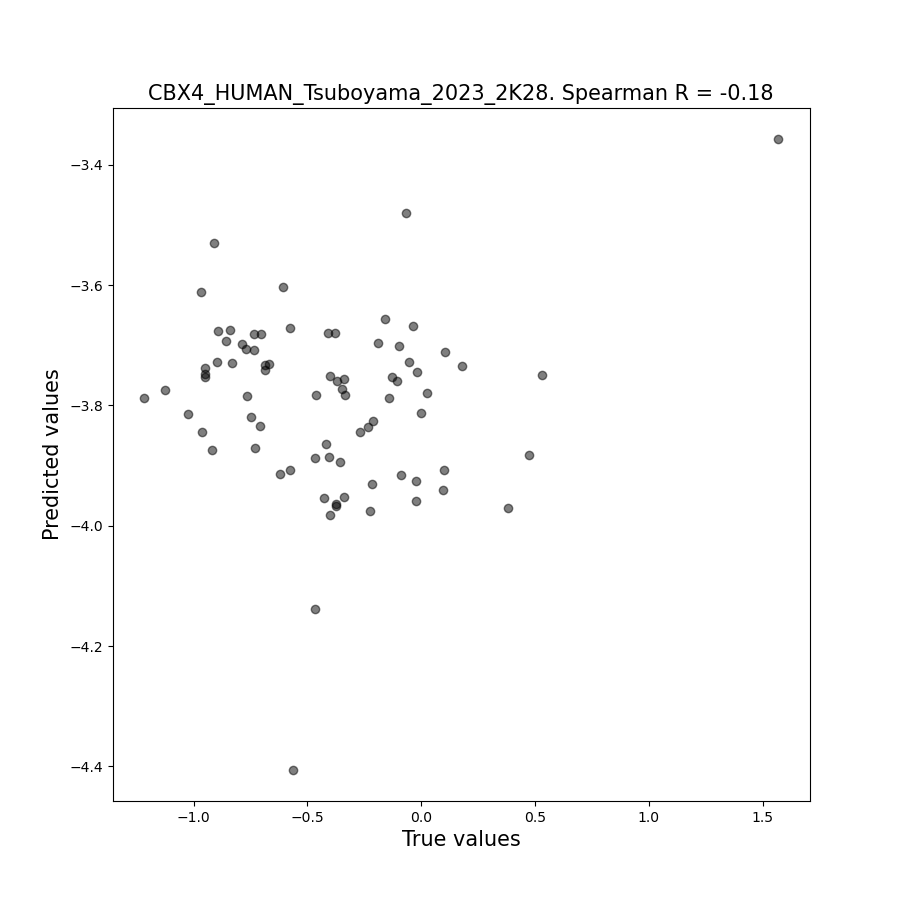 CBX4_HUMAN_Tsuboyama_2023_2K28. Spearman R = -0.18
Predicted values
−3.4
−3.6
−3.8
−4.0
−4.2
−4.4
−1.0 −0.5 0.0 0.5 1.0 1.5
True values